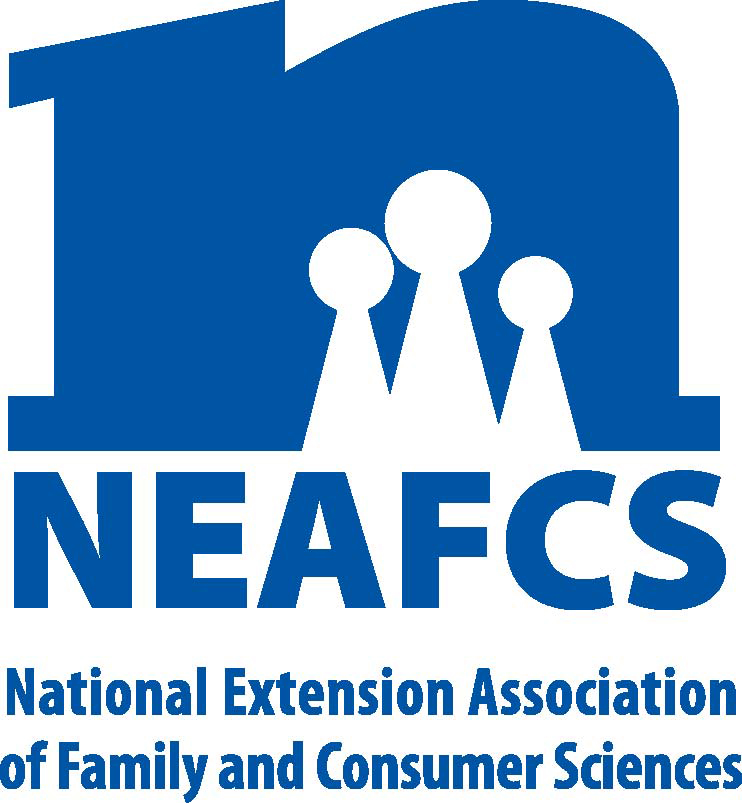 n
NEAFCS
National Extension Association
of Family and Consumer Sciences